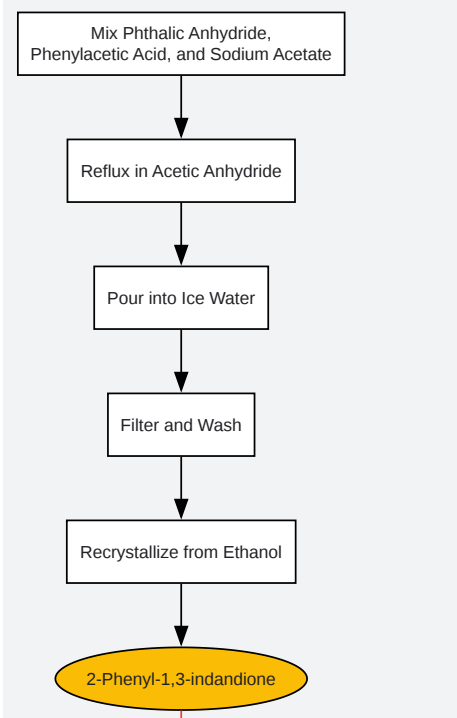 Mix Phthalic Anhydride,
Phenylacetic Acid, and Sodium Acetate
Reflux in Acetic Anhydride
Pour into Ice Water
Filter and Wash
Recrystallize from Ethanol
2-Phenyl-1,3-indandione